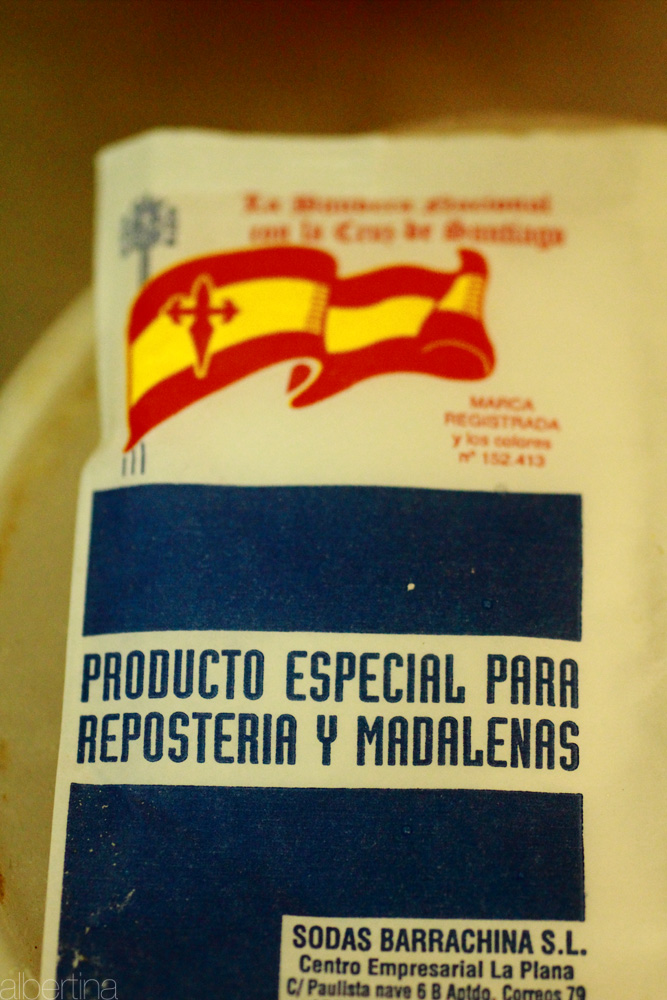 La Bandera Nacional
con la Cruz de Santiago
MARCA
REGISTRADA
y los colores
nº 152.413
PRODUCTO ESPECIAL PARA
REPOSTERIA Y MADALENAS
SODAS BARRACHINA S.L.
Centro Empresarial La Plana
C/ Paulista nave 6 B Aptdo. Correos 79
albertina